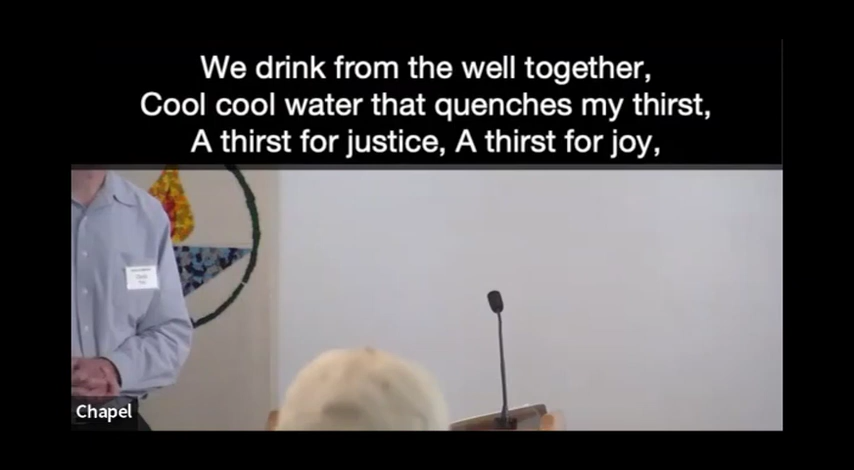 We drink from the well together,
Cool cool water that quenches my thirst,
A thirst for justice, A thirst for joy,
Chapel